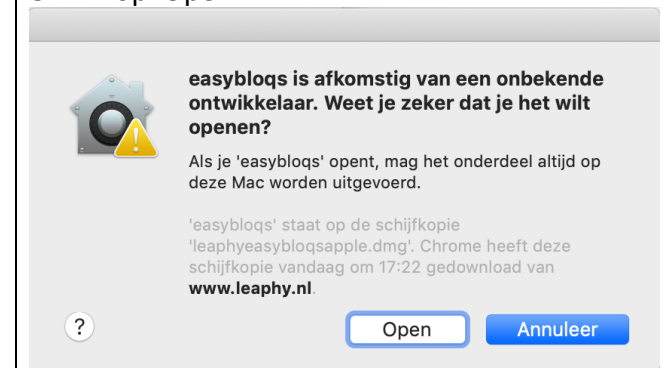 easybloqs is afkomstig van een onbekende
ontwikkelaar. Weet je zeker dat je het wilt
openen?
Als je 'easybloqs' opent, mag het onderdeel altijd op
deze Mac worden uitgevoerd.
'easybloqs' staat op de schijfkopie
'leaphyeasybloqsapple.dmg'. Chrome heeft deze
schijfkopie vandaag om 17:22 gedownload van
www.leaphy.nl.
?
Open
Annuleer